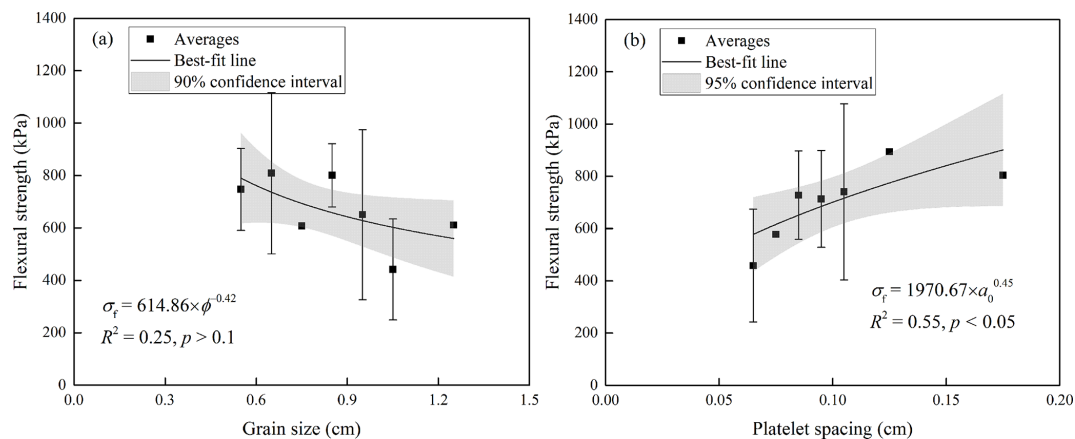 (a)
Averages
Best-fit line
90% confidence interval
1400
1200
1000
800
600
400
200
0
Flexural strength (kPa)
σf = 614.86×ϕ^−0.42
R² = 0.25, p > 0.1
0.0 0.3 0.6 0.9 1.2 1.5
Grain size (cm)
(b)
Averages
Best-fit line
95% confidence interval
1400
1200
1000
800
600
400
200
0
Flexural strength (kPa)
σf = 1970.67×a₀^0.45
R² = 0.55, p < 0.05
0.00 0.05 0.10 0.15 0.20
Platelet spacing (cm)